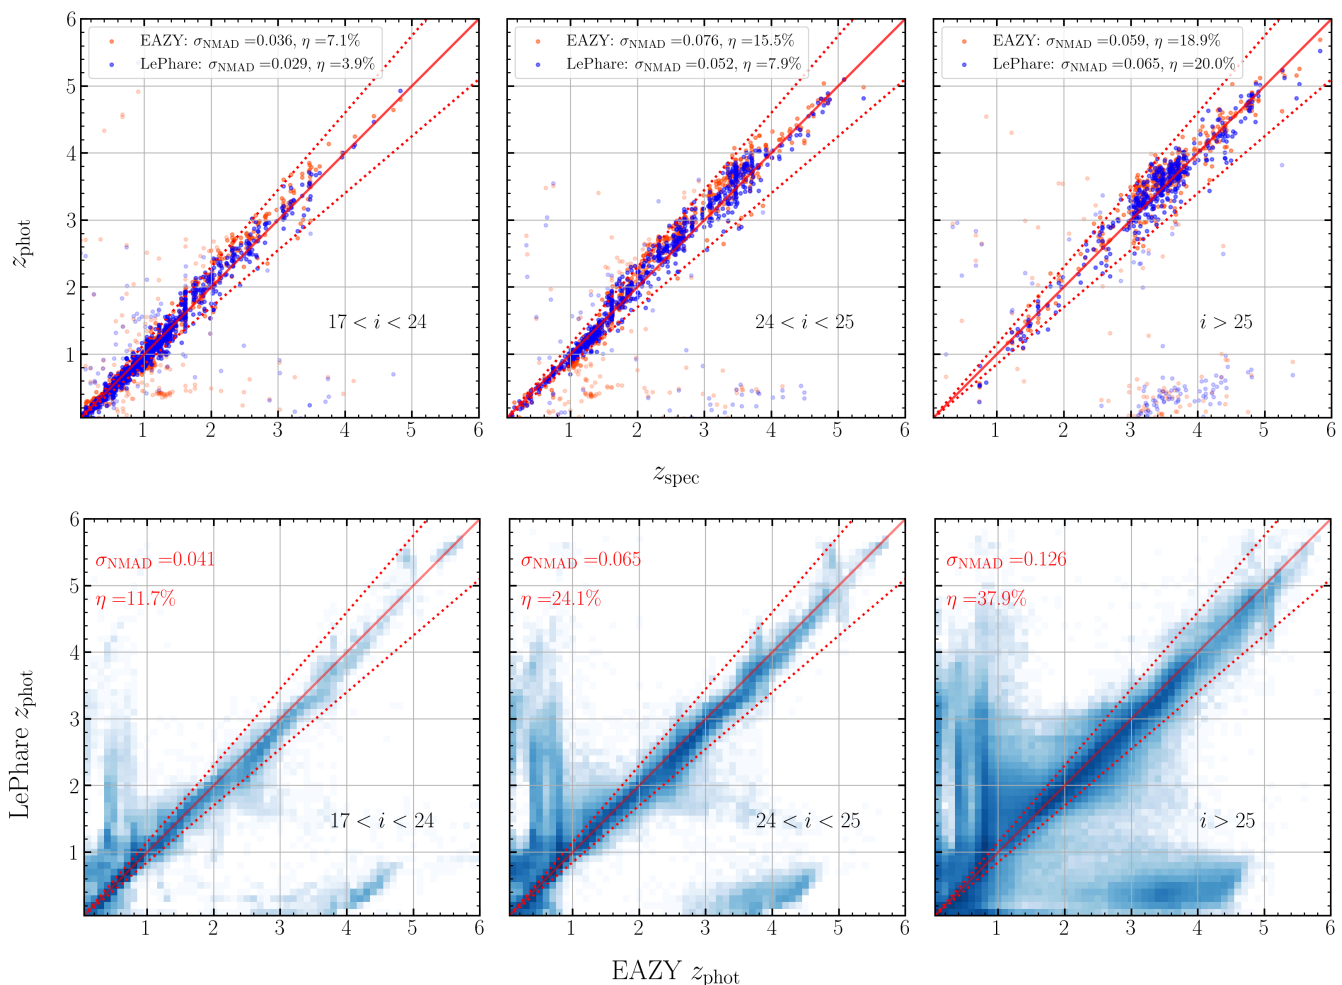 EAZY: σNMAD =0.036, η =7.1%
LePhare: σNMAD =0.029, η =3.9%
EAZY: σNMAD =0.076, η =15.5%
LePhare: σNMAD =0.052, η =7.9%
EAZY: σNMAD =0.059, η =18.9%
LePhare: σNMAD =0.065, η =20.0%
6
5
4
3
2
1
zphot
17 < i < 24
24 < i < 25
i > 25
1 2 3 4 5 6
1 2 3 4 5 6
1 2 3 4 5 6
zspec
6
5
4
3
2
1
LePhare zphot
σNMAD =0.041
η =11.7%
σNMAD =0.065
η =24.1%
σNMAD =0.126
η =37.9%
17 < i < 24
24 < i < 25
i > 25
1 2 3 4 5 6
1 2 3 4 5 6
1 2 3 4 5 6
EAZY zphot